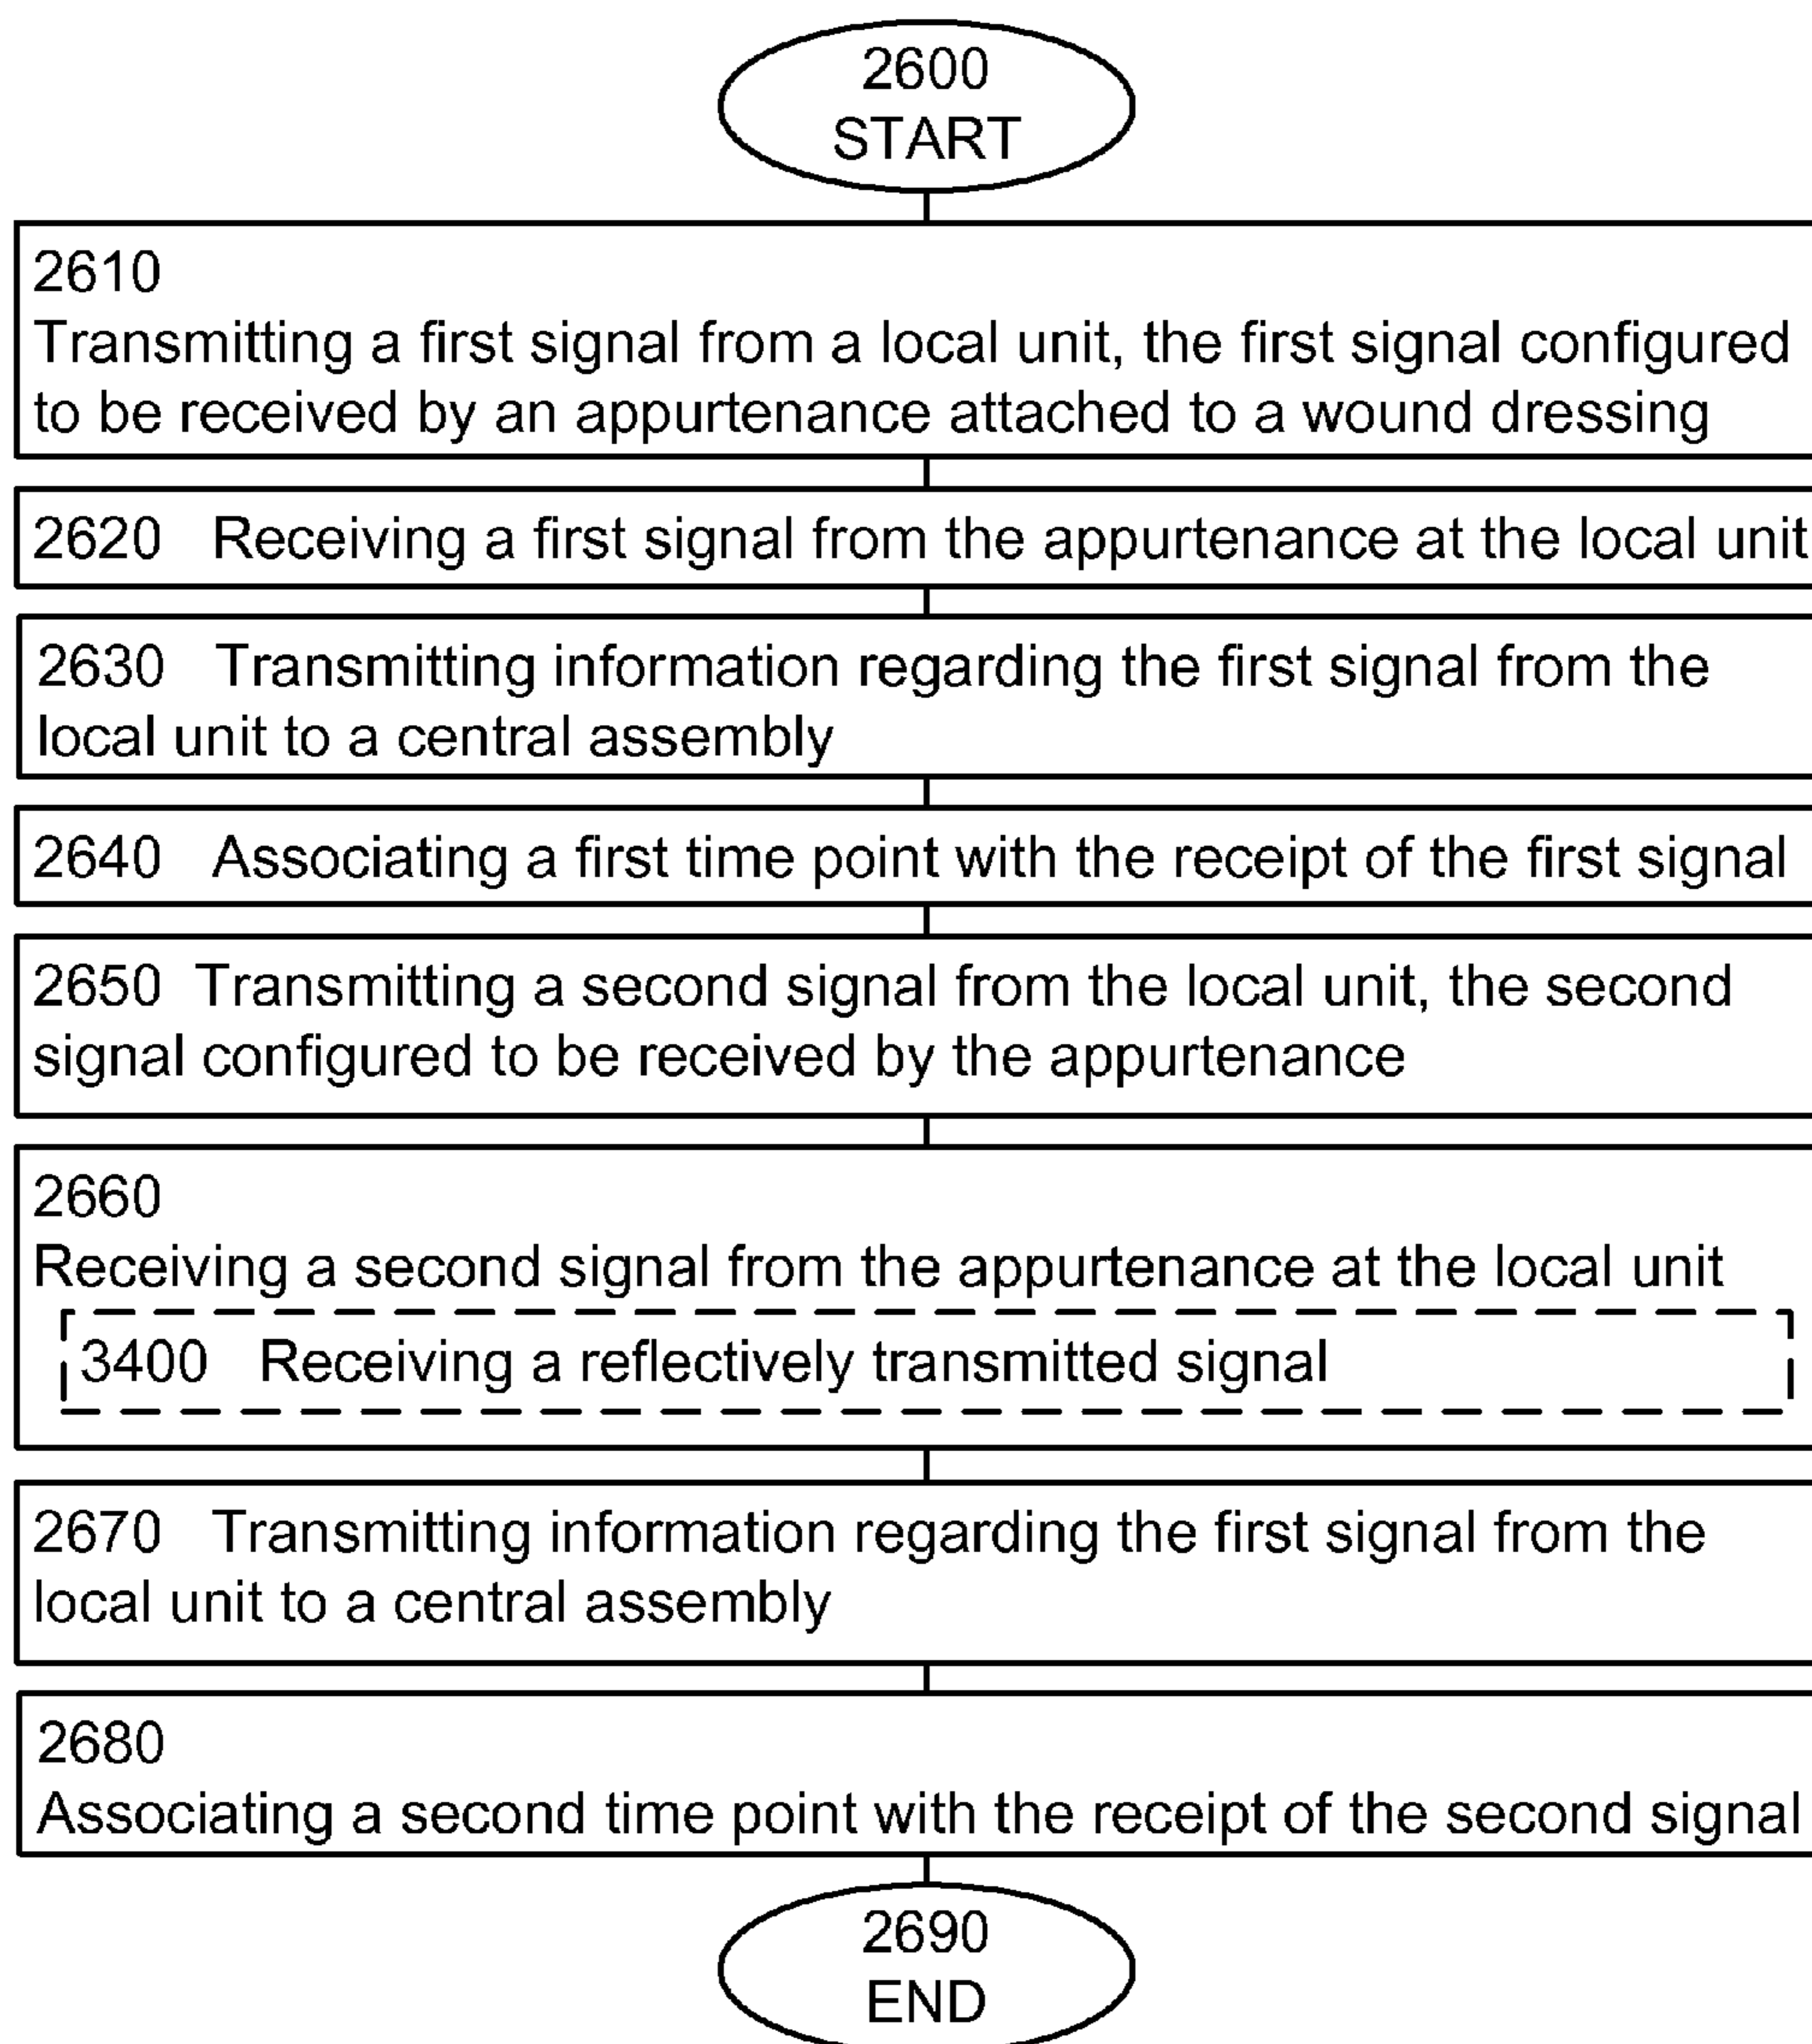 2600
START
2610
Transmitting a first signal from a local unit, the first signal configured
to be received by an appurtenance attached to a wound dressing
2620 Receiving a first signal from the appurtenance at the local unit
2630 Transmitting information regarding the first signal from the
local unit to a central assembly
2640 Associating a first time point with the receipt of the first signal
2650 Transmitting a second signal from the local unit, the second
signal configured to be received by the appurtenance
2660
Receiving a second signal from the appurtenance at the local unit
3400 Receiving a reflectively transmitted signal
2670 Transmitting information regarding the first signal from the
local unit to a central assembly
2680
Associating a second time point with the receipt of the second signal
2690
END